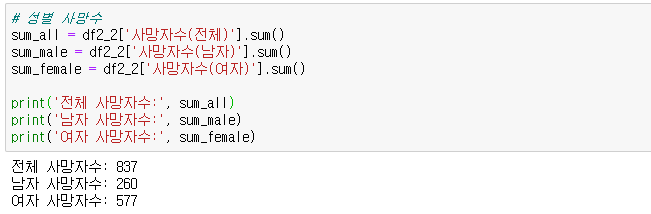 # 성별 사망수
sum_all = df2_2['사망자수(전체)'].sum()
sum_male = df2_2['사망자수(남자)'].sum()
sum_female = df2_2['사망자수(여자)'].sum()
print('전체 사망자수:', sum_all)
print('남자 사망자수:', sum_male)
print('여자 사망자수:', sum_female)
전체 사망자수: 837
남자 사망자수: 260
여자 사망자수: 577